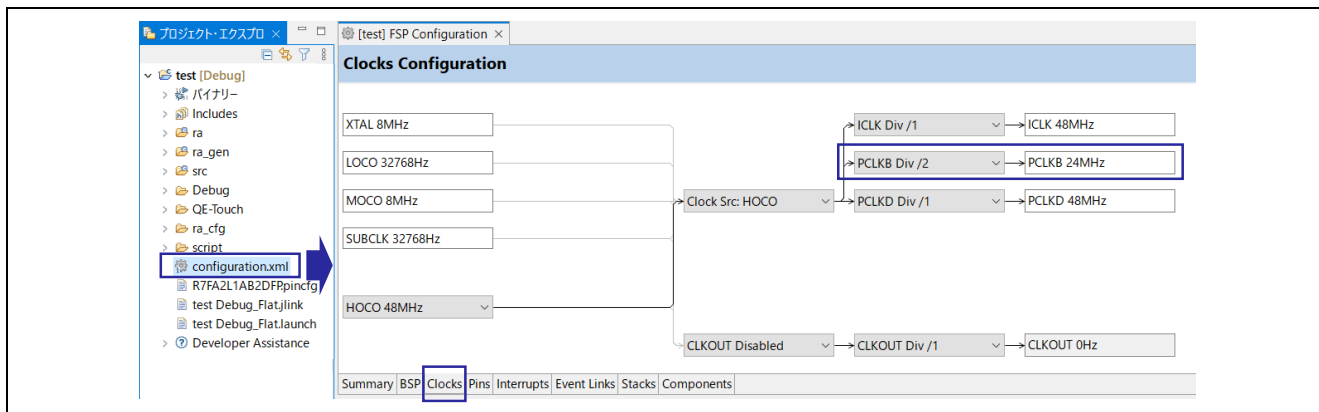 プロジェクト・エクスプロ
test [Debug]
バイナリー
Includes
ra
ra_gen
src
Debug
QE-Touch
ra_cfg
script
configuration.xml
R7FA2L1AB2DFP.pincfg
test Debug_Flat.jlink
test Debug_Flat.launch
Developer Assistance
[test] FSP Configuration
Clocks Configuration
XTAL 8MHz
LOCO 32768Hz
MOCO 8MHz
SUBCLK 32768Hz
HOCO 48MHz
Clock Src: HOCO
CLKOUT Disabled
ICLK Div /1
ICLK 48MHz
PCLKB Div /2
PCLKB 24MHz
PCLKD Div /1
PCLKD 48MHz
CLKOUT Div /1
CLKOUT 0Hz
Summary BSP Clocks Pins Interrupts Event Links Stacks Components